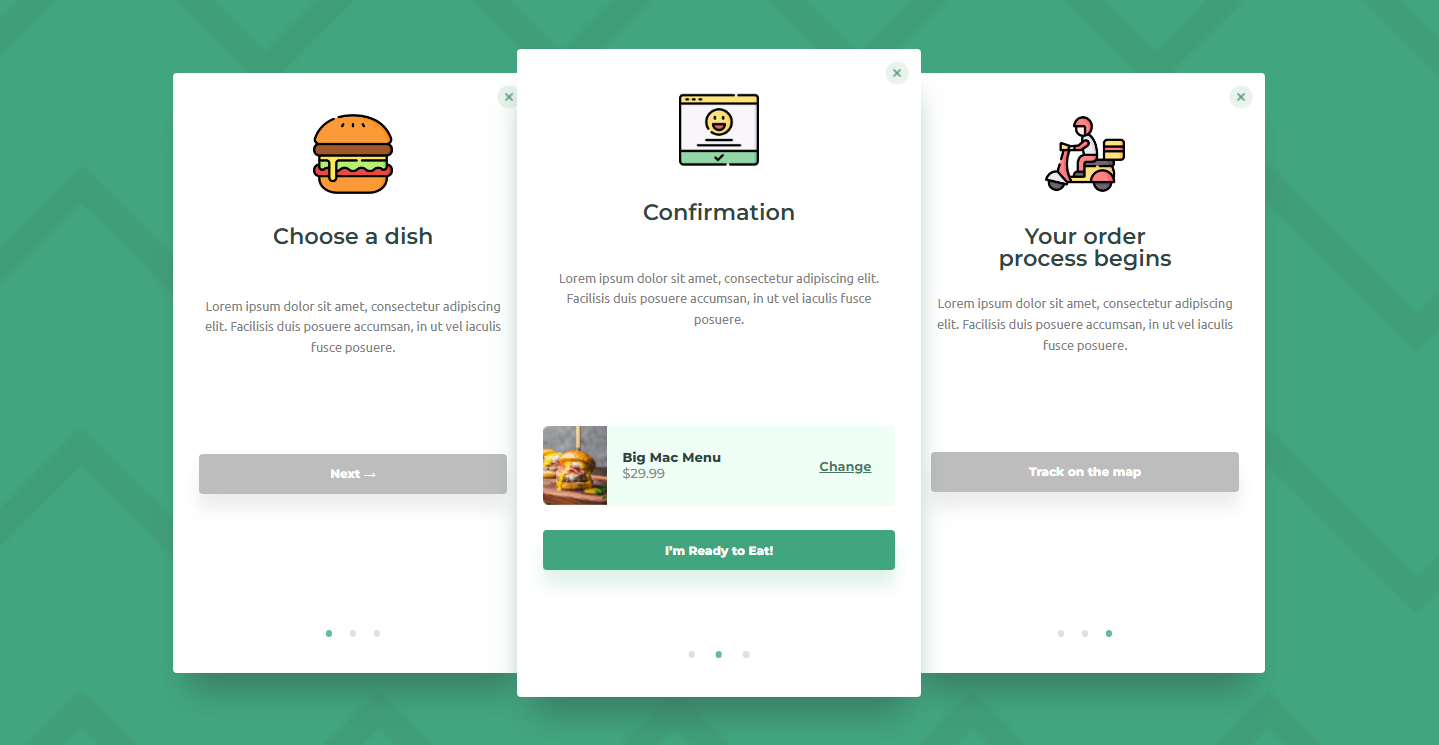 Choose a dish
Lorem ipsum dolor sit amet, consectetur adipiscing
elit. Facilisis duis posuere accumsan, in ut vel iaculis
fusce posuere.
Next →
Confirmation
Lorem ipsum dolor sit amet, consectetur adipiscing elit.
Facilisis duis posuere accumsan, in ut vel iaculis fusce
posuere.
Big Mac Menu
$29.99
Change
I'm Ready to Eat!
Your order
process begins
Lorem ipsum dolor sit amet, consectetur adipiscing
elit. Facilisis duis posuere accumsan, in ut vel iaculis
fusce posuere.
Track on the map